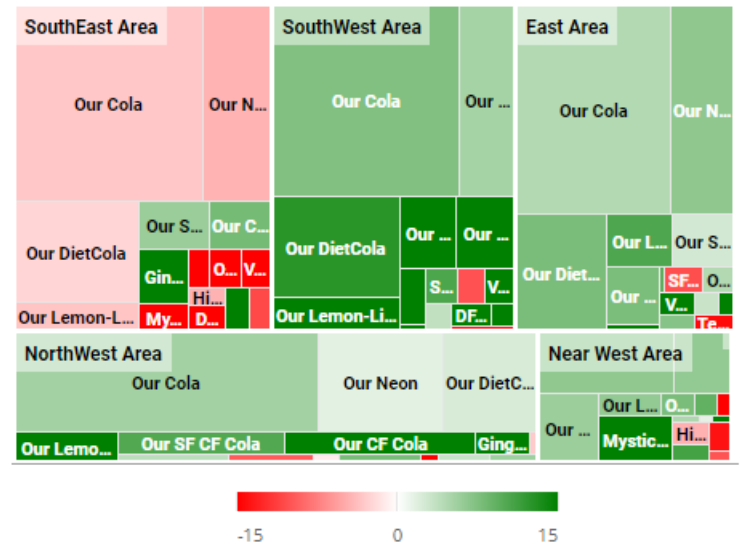 SouthEast Area
Our Cola
Our N...
Our DietCola
Our S...
Our C...
Gin...
O...
V...
Hi...
Our Lemon-L...
My...
D...
SouthWest Area
Our Cola
Our ...
Our DietCola
Our ...
Our ...
S...
V...
Our Lemon-Li...
DF...
East Area
Our Cola
Our N...
Our Diet...
Our L...
Our S...
Our ...
SF...
O...
V...
Te...
NorthWest Area
Our Cola
Our Neon
Our DietC...
Our Lemo...
Our SF CF Cola
Our CF Cola
Ging...
Near West Area
Our ...
Our L...
O...
Mystic...
Hi...
-15
0
15